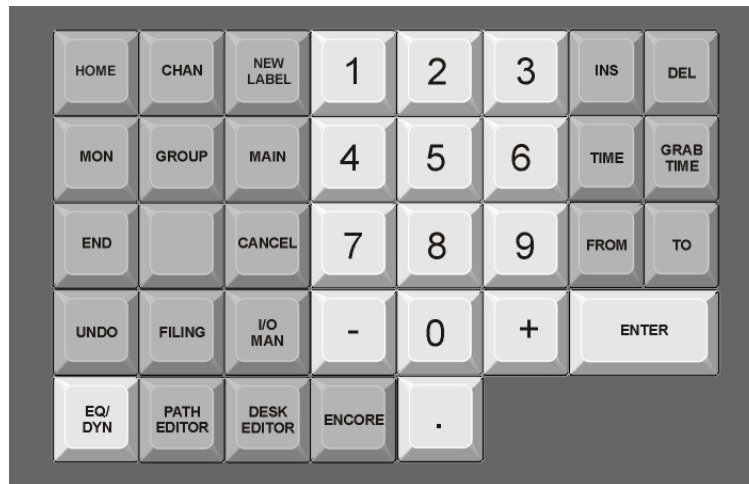 HOME CHAN NEW LABEL 1 2 3 INS DEL
MON GROUP MAIN 4 5 6 TIME GRAB TIME
END CANCEL 7 8 9 FROM TO
UNDO FILING I/O MAN - 0 + ENTER
EQ/ DYN PATH EDITOR DESK EDITOR ENCORE .